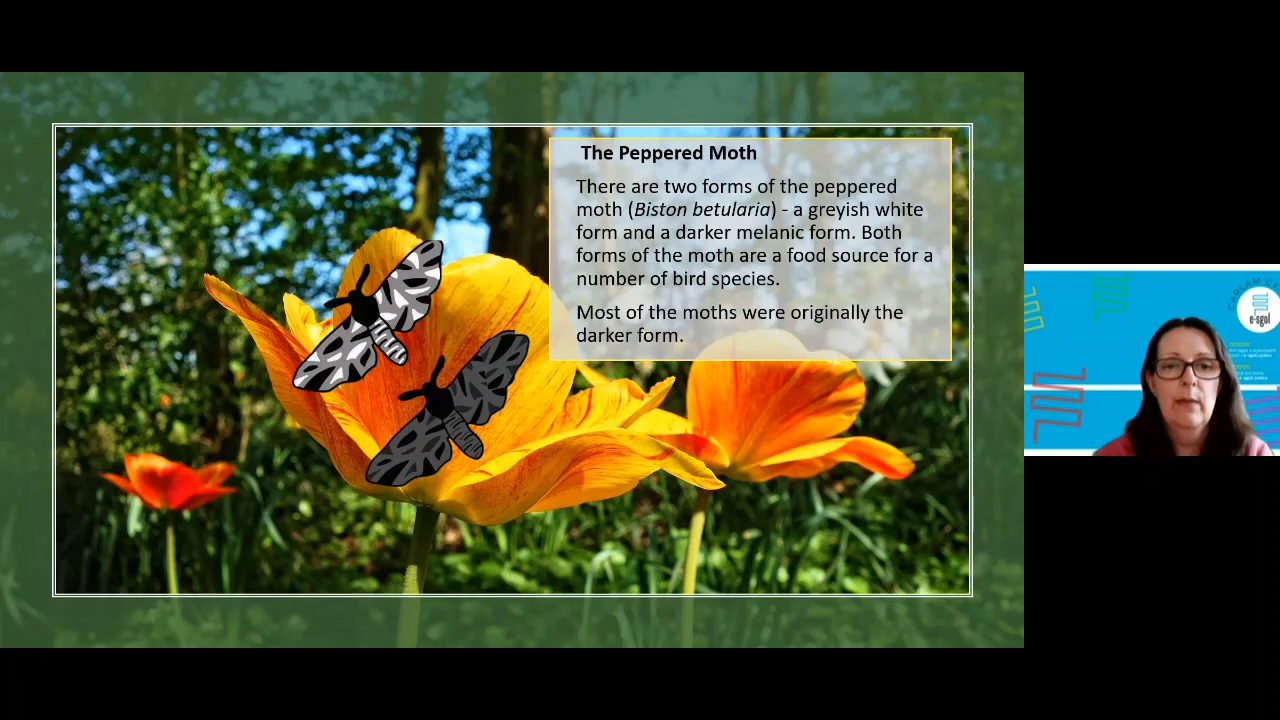 The Peppered Moth
There are two forms of the peppered
moth (Biston betularia) - a greyish white
form and a darker melanic form. Both
forms of the moth are a food source for a
number of bird species.
Most of the moths were originally the
darker form.
e-sgol